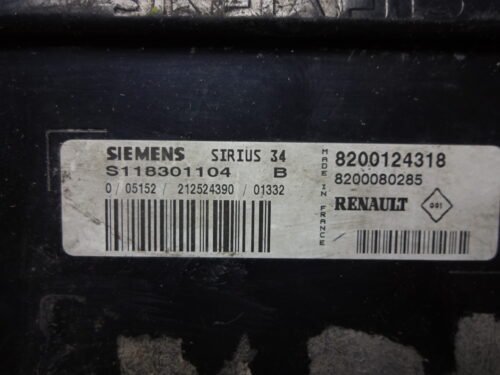 SIEMENS SIRIUS 34
S118301104 B
0 / 05152 / 212524390 / 01332
MADE IN FRANCE
8200124318
8200080285
RENAULT